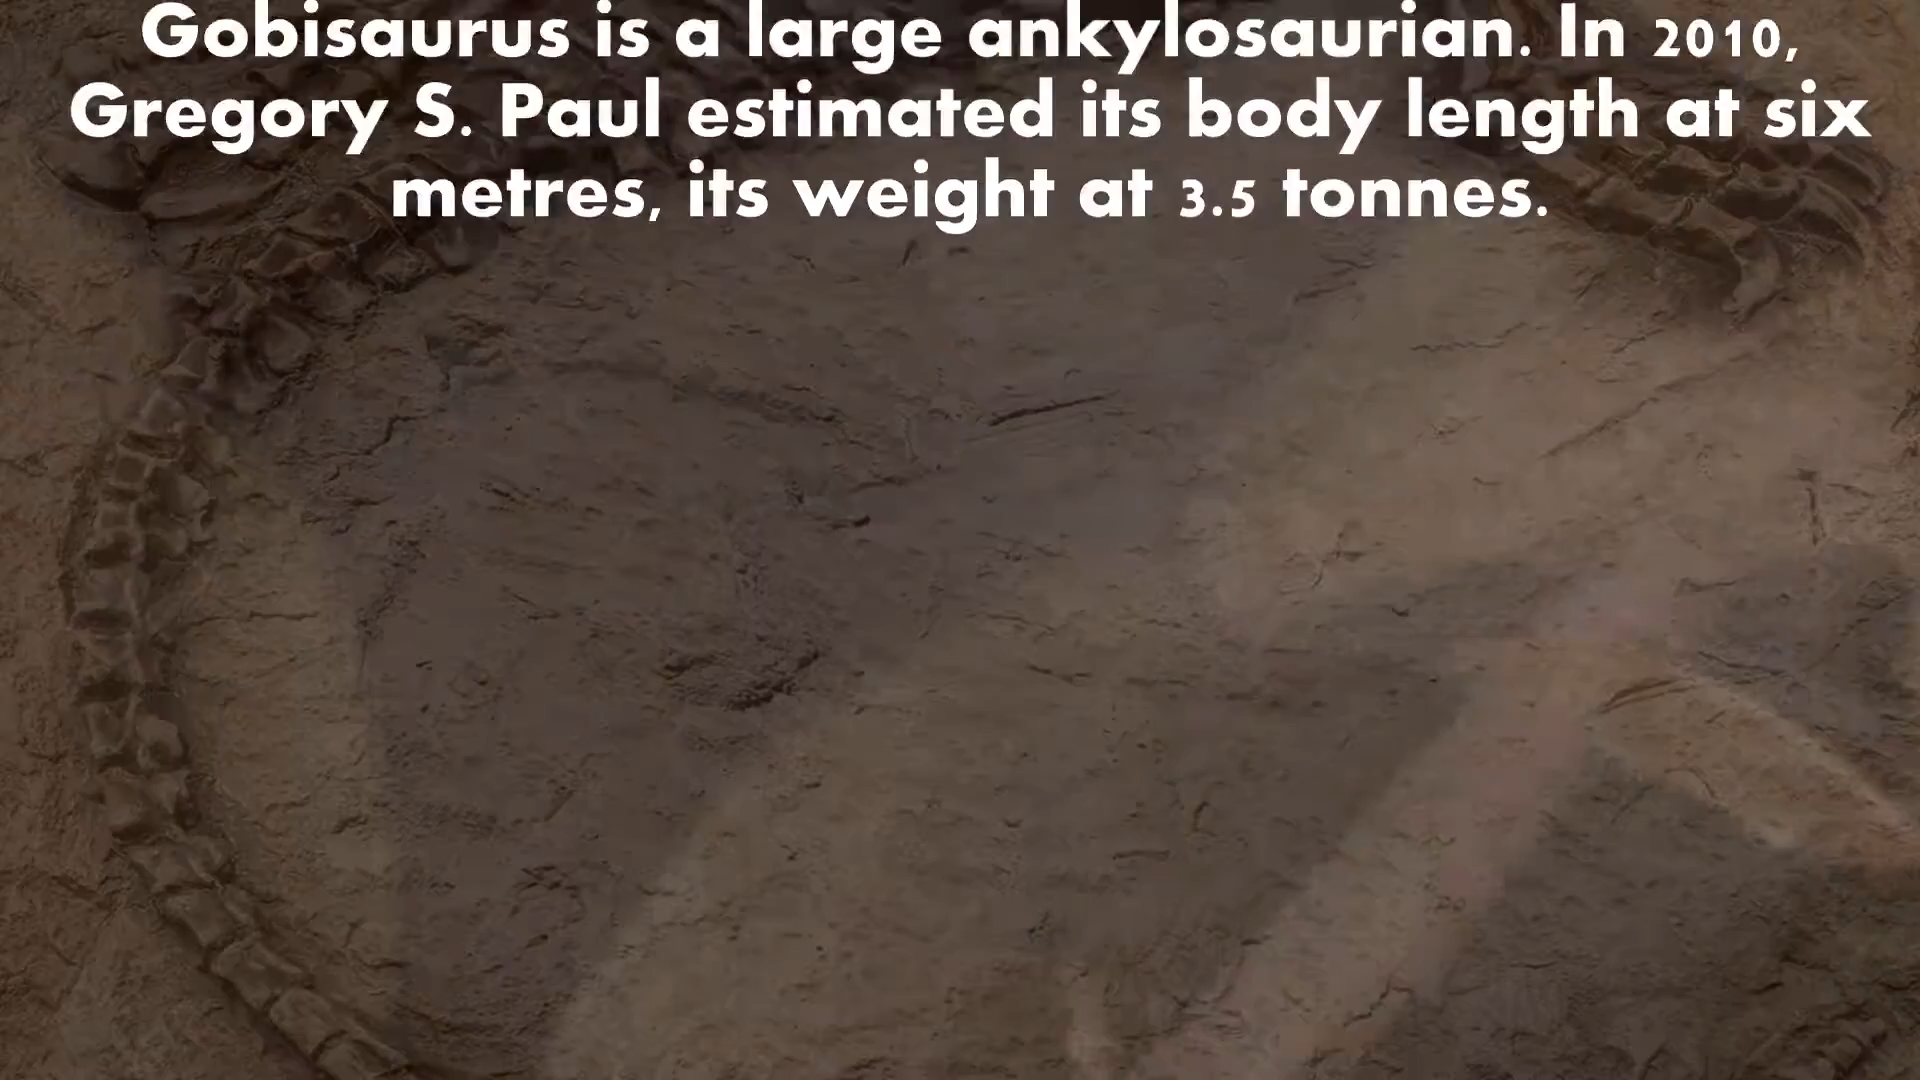 Gobisaurus is a large ankylosaurian. In 2010,
Gregory S. Paul estimated its body length at six
metres, its weight at 3.5 tonnes.